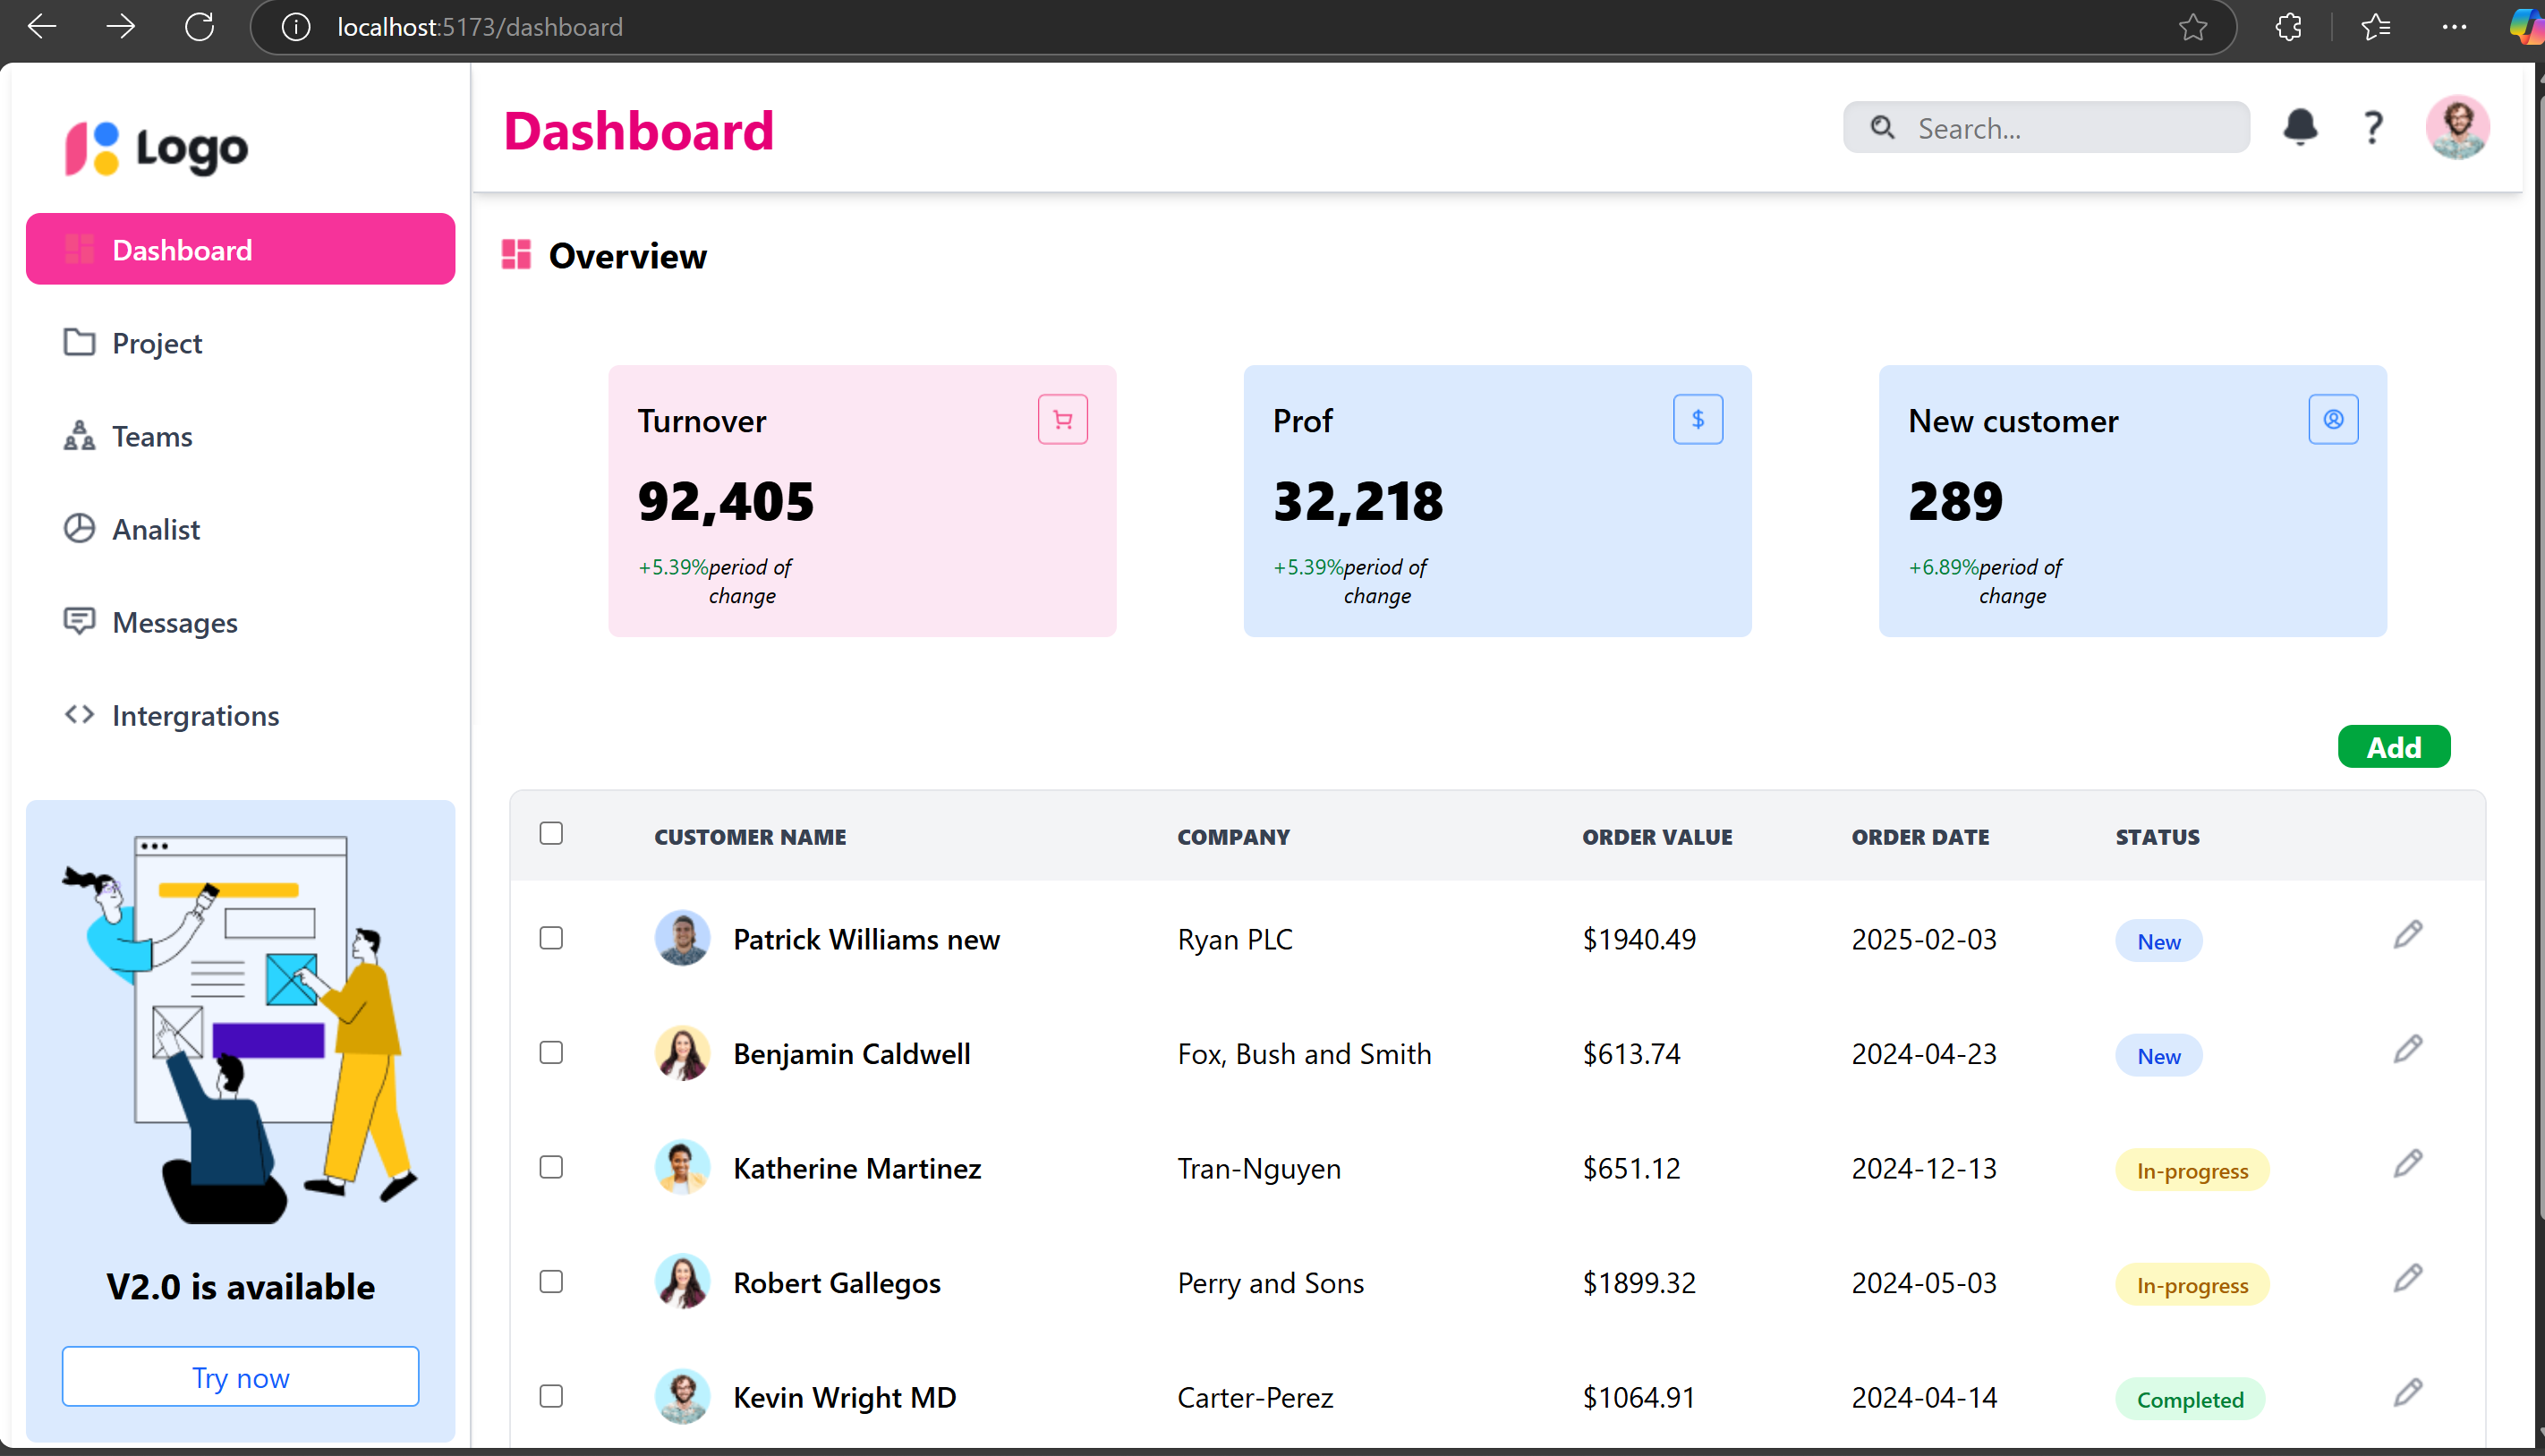 localhost:5173/dashboard
Logo
Dashboard
Project
Teams
Analist
Messages
Intergrations
V2.0 is available
Try now
Dashboard
Search...
?
Overview
Turnover
92,405
+5.39% period of
change
Prof
$
32,218
+5.39% period of
change
New customer
289
+6.89% period of
change
Add
CUSTOMER NAME COMPANY ORDER VALUE ORDER DATE STATUS
Patrick Williams new Ryan PLC $1940.49 2025-02-03 New
Benjamin Caldwell Fox, Bush and Smith $613.74 2024-04-23 New
Katherine Martinez Tran-Nguyen $651.12 2024-12-13 In-progress
Robert Gallegos Perry and Sons $1899.32 2024-05-03 In-progress
Kevin Wright MD Carter-Perez $1064.91 2024-04-14 Completed